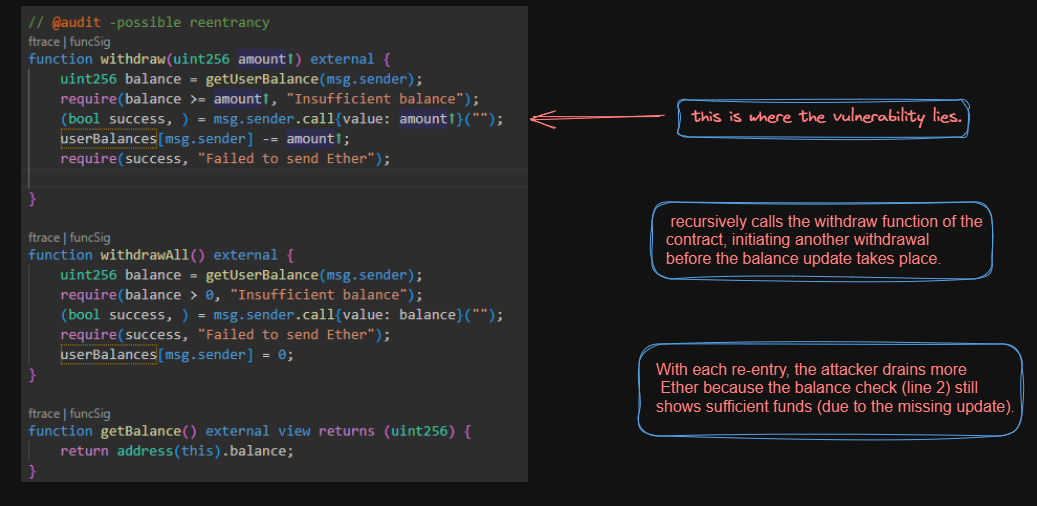 // @audit -possible reentrancy
ftrace | funcSig
function withdraw(uint256 amount↑) external {
uint256 balance = getUserBalance(msg.sender);
require(balance >= amount↑, "Insufficient balance");
(bool success, ) = msg.sender.call{value: amount↑}("");
userBalances[msg.sender] -= amount↑;
require(success, "Failed to send Ether");
}
ftrace | funcSig
function withdrawAll() external {
uint256 balance = getUserBalance(msg.sender);
require(balance > 0, "Insufficient balance");
(bool success, ) = msg.sender.call{value: balance}("");
require(success, "Failed to send Ether");
userBalances[msg.sender] = 0;
}
ftrace | funcSig
function getBalance() external view returns (uint256) {
return address(this).balance;
}
this is where the vulnerability lies.
recursively calls the withdraw function of the
contract, initiating another withdrawal
before the balance update takes place.
With each re-entry, the attacker drains more
Ether because the balance check (line 2) still
shows sufficient funds (due to the missing update).